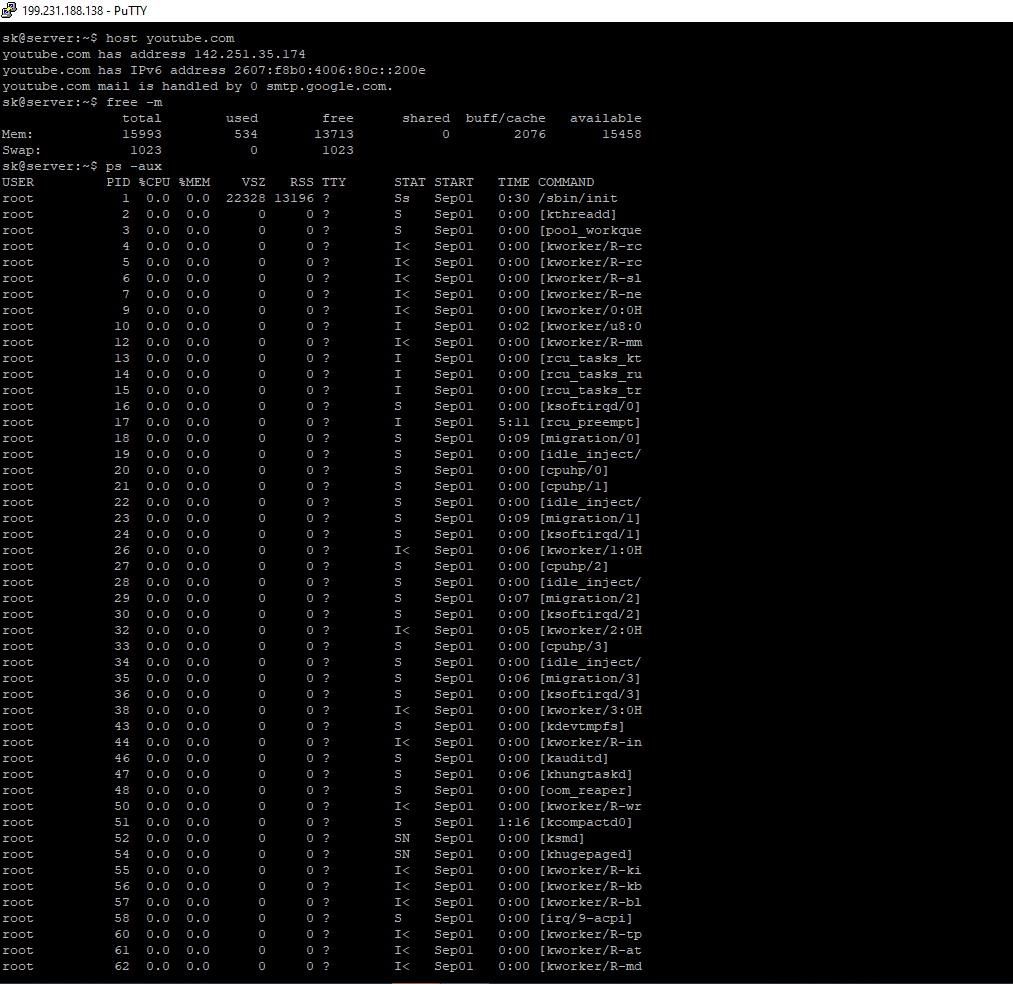 199.231.188.138 - PuTTY
sk@server:~$ host youtube.com
youtube.com has address 142.251.35.174
youtube.com has IPv6 address 2607:f8b0:4006:80c::200e
youtube.com mail is handled by 0 smtp.google.com.
sk@server:~$ free -m
total used free shared buff/cache available
Mem: 15993 534 13713 0 2076 15458
Swap: 1023 0 1023
sk@server:~$ ps -aux
USER PID %CPU %MEM VSZ RSS TTY STAT START TIME COMMAND
root 1 0.0 0.0 22328 13196 ? Ss Sep01 0:30 /sbin/init
root 2 0.0 0.0 0 0 ? S Sep01 0:00 [kthreadd]
root 3 0.0 0.0 0 0 ? S Sep01 0:00 [pool_workque
root 4 0.0 0.0 0 0 ? I< Sep01 0:00 [kworker/R-rc
root 5 0.0 0.0 0 0 ? I< Sep01 0:00 [kworker/R-rc
root 6 0.0 0.0 0 0 ? I< Sep01 0:00 [kworker/R-sl
root 7 0.0 0.0 0 0 ? I< Sep01 0:00 [kworker/R-ne
root 9 0.0 0.0 0 0 ? I< Sep01 0:00 [kworker/0:0H
root 10 0.0 0.0 0 0 ? I Sep01 0:02 [kworker/u8:0
root 12 0.0 0.0 0 0 ? I< Sep01 0:00 [kworker/R-mm
root 13 0.0 0.0 0 0 ? I Sep01 0:00 [rcu_tasks_kt
root 14 0.0 0.0 0 0 ? I Sep01 0:00 [rcu_tasks_ru
root 15 0.0 0.0 0 0 ? I Sep01 0:00 [rcu_tasks_tr
root 16 0.0 0.0 0 0 ? S Sep01 0:00 [ksoftirqd/0]
root 17 0.0 0.0 0 0 ? I Sep01 5:11 [rcu_preempt]
root 18 0.0 0.0 0 0 ? S Sep01 0:09 [migration/0]
root 19 0.0 0.0 0 0 ? S Sep01 0:00 [idle_inject/
root 20 0.0 0.0 0 0 ? S Sep01 0:00 [cpuhp/0]
root 21 0.0 0.0 0 0 ? S Sep01 0:00 [cpuhp/1]
root 22 0.0 0.0 0 0 ? S Sep01 0:00 [idle_inject/
root 23 0.0 0.0 0 0 ? S Sep01 0:09 [migration/1]
root 24 0.0 0.0 0 0 ? S Sep01 0:00 [ksoftirqd/1]
root 26 0.0 0.0 0 0 ? I< Sep01 0:06 [kworker/1:0H
root 27 0.0 0.0 0 0 ? S Sep01 0:00 [cpuhp/2]
root 28 0.0 0.0 0 0 ? S Sep01 0:00 [idle_inject/
root 29 0.0 0.0 0 0 ? S Sep01 0:07 [migration/2]
root 30 0.0 0.0 0 0 ? S Sep01 0:00 [ksoftirqd/2]
root 32 0.0 0.0 0 0 ? I< Sep01 0:05 [kworker/2:0H
root 33 0.0 0.0 0 0 ? S Sep01 0:00 [cpuhp/3]
root 34 0.0 0.0 0 0 ? S Sep01 0:00 [idle_inject/
root 35 0.0 0.0 0 0 ? S Sep01 0:06 [migration/3]
root 36 0.0 0.0 0 0 ? S Sep01 0:00 [ksoftirqd/3]
root 38 0.0 0.0 0 0 ? I< Sep01 0:00 [kworker/3:0H
root 43 0.0 0.0 0 0 ? S Sep01 0:00 [kdevtmpfs]
root 44 0.0 0.0 0 0 ? I< Sep01 0:00 [kworker/R-in
root 46 0.0 0.0 0 0 ? S Sep01 0:00 [kauditd]
root 47 0.0 0.0 0 0 ? S Sep01 0:06 [khungtaskd]
root 48 0.0 0.0 0 0 ? S Sep01 0:00 [oom_reaper]
root 50 0.0 0.0 0 0 ? I< Sep01 0:00 [kworker/R-wr
root 51 0.0 0.0 0 0 ? S Sep01 1:16 [kcompactd0]
root 52 0.0 0.0 0 0 ? SN Sep01 0:00 [ksmd]
root 54 0.0 0.0 0 0 ? SN Sep01 0:00 [khugepaged]
root 55 0.0 0.0 0 0 ? I< Sep01 0:00 [kworker/R-ki
root 56 0.0 0.0 0 0 ? I< Sep01 0:00 [kworker/R-kb
root 57 0.0 0.0 0 0 ? I< Sep01 0:00 [kworker/R-bl
root 58 0.0 0.0 0 0 ? S Sep01 0:00 [irq/9-acpi]
root 60 0.0 0.0 0 0 ? I< Sep01 0:00 [kworker/R-tp
root 61 0.0 0.0 0 0 ? I< Sep01 0:00 [kworker/R-at
root 62 0.0 0.0 0 0 ? I< Sep01 0:00 [kworker/R-md